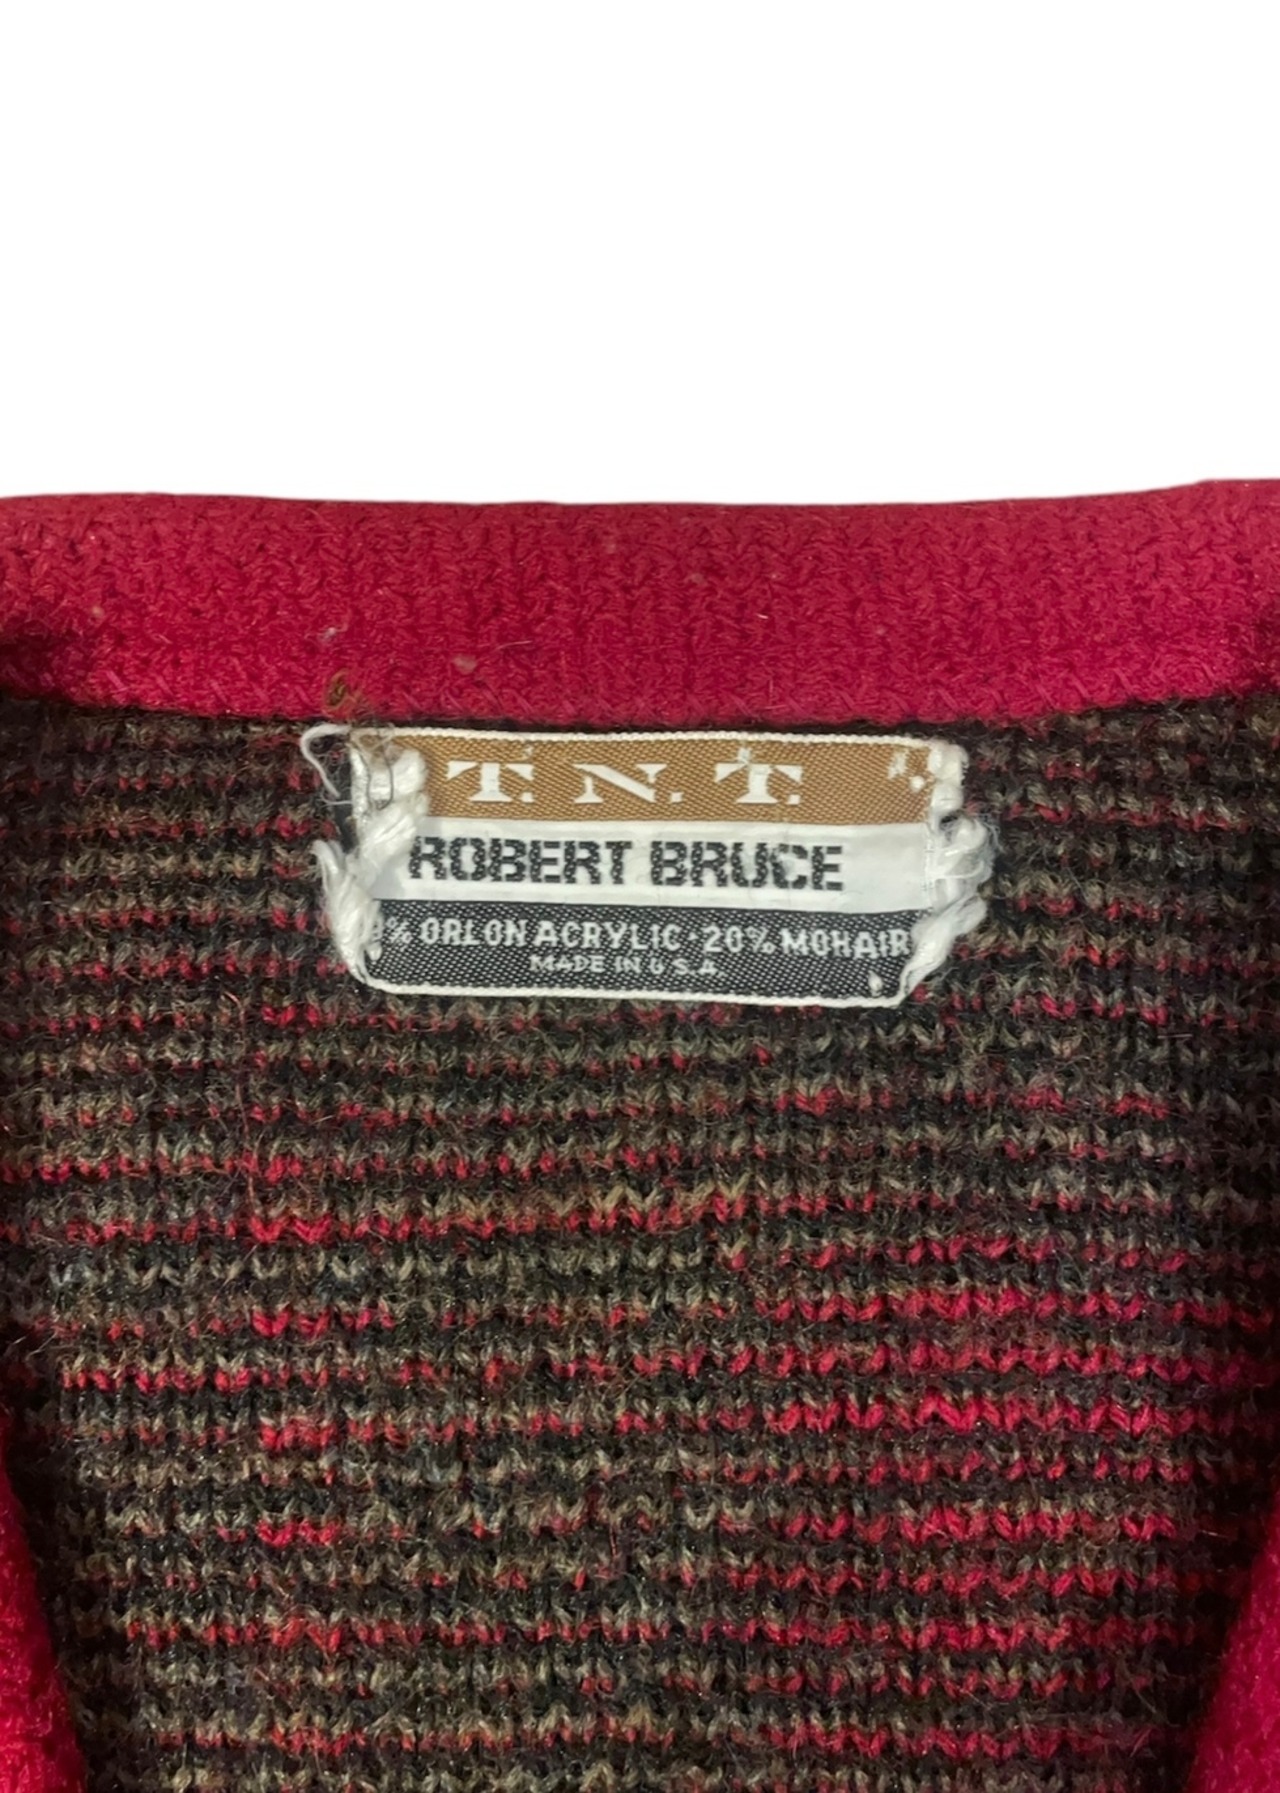 T. N. T.
ROBERT BRUCE
% ORLON ACRYLIC • 20% MOHAIR
MADE IN U.S.A.